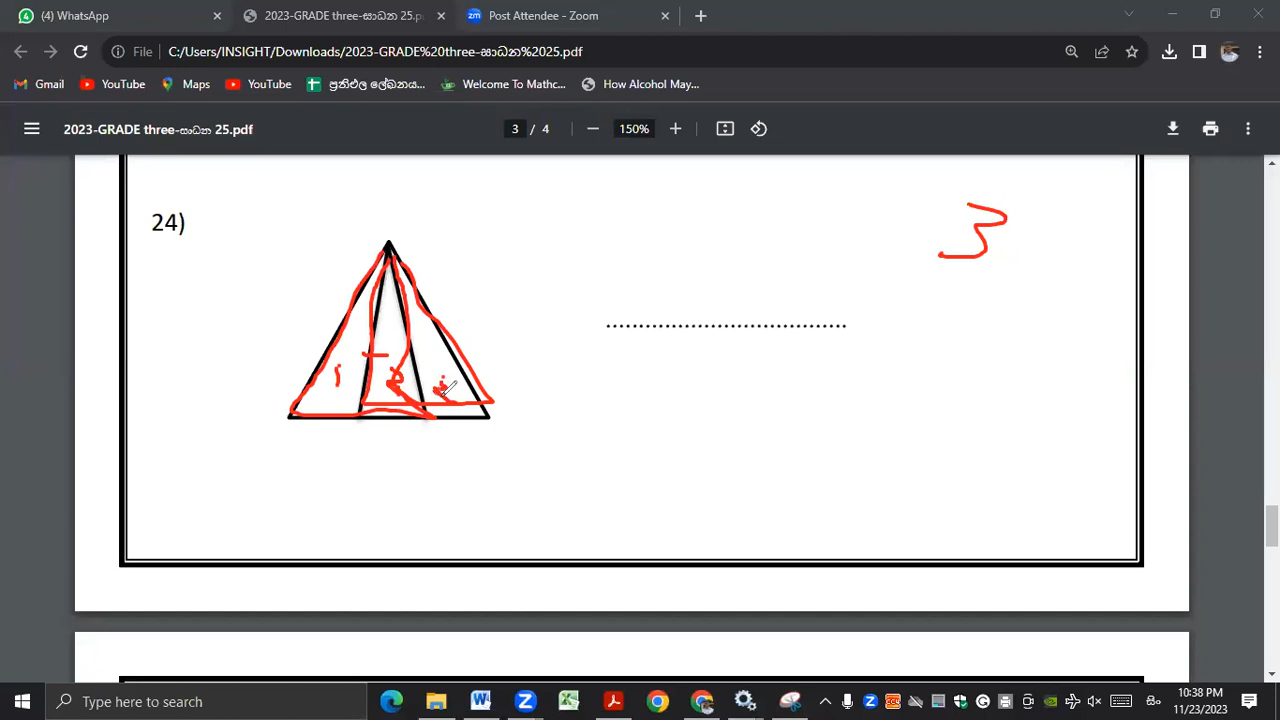 (4) WhatsApp
2023-GRADE three-සාධන 25.p
Post Attendee - Zoom
File
C:/Users/INSIGHT/Downloads/2023-GRADE%20three-සාධන%2025.pdf
Gmail
YouTube
Maps
YouTube
ප්‍රතිඵල ලේඛනය...
Welcome To Mathc...
How Alcohol May...
2023-GRADE three-සාධන 25.pdf
3 / 4
150%
24)
3
Type here to search
සිං
10:38 PM
11/23/2023